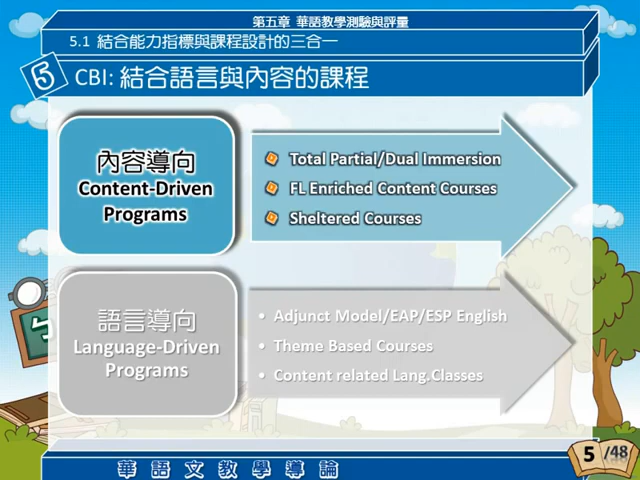 第五章 華語教學測驗與評量
5.1 結合能力指標與課程設計的三合一
5 CBI: 結合語言與內容的課程
內容導向
Content-Driven
Programs
Total Partial/Dual Immersion
FL Enriched Content Courses
Sheltered Courses
語言導向
Language-Driven
Programs
• Adjunct Model/EAP/ESP English
• Theme Based Courses
• Content related Lang.Classes
ㄅ
華語文教學導論
5 /48